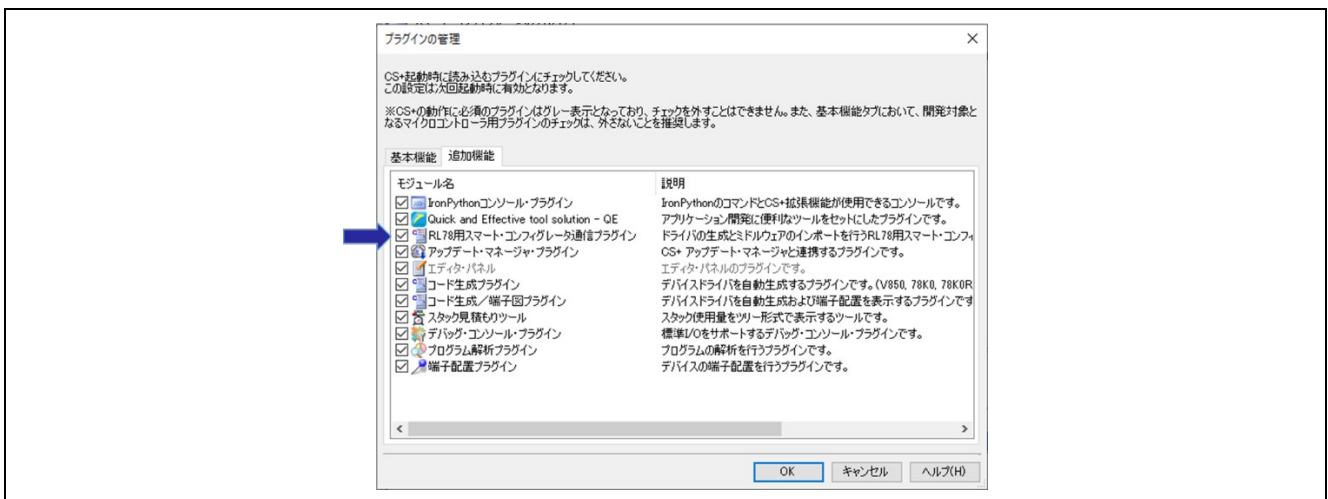 プラグインの管理
CS+起動時に読み込むプラグインにチェックしてください。
この設定は次回起動時に有効となります。
※CS+の動作に必須のプラグインはグレー表示となっており、チェックを外すことはできません。また、基本機能タブにおいて、開発対象と
なるマイクロコントローラ用プラグインのチェックは、外さないことを推奨します。
基本機能 追加機能
モジュール名 説明
IronPythonコンソール・プラグイン IronPythonのコマンドとCS+拡張機能が使用できるコンソールです。
Quick and Effective tool solution - QE アプリケーション開発に便利なツールをセットにしたプラグインです。
RL78用スマート・コンフィグレータ通信プラグイン ドライバの生成とミドルウェアのインポートを行うRL78用スマート・コンフィ
アップデート・マネージャ・プラグイン CS+ アップデート・マネージャと連携するプラグインです。
エディタ・パネル エディタ・パネルのプラグインです。
コード生成プラグイン デバイスドライバを自動生成するプラグインです。(V850, 78K0, 78K0R
コード生成／端子図プラグイン デバイスドライバを自動生成および端子配置を表示するプラグインです
スタック見積もりツール スタック使用量をツリー形式で表示するツールです。
デバッグ・コンソール・プラグイン 標準I/Oをサポートするデバッグ・コンソール・プラグインです。
プログラム解析プラグイン プログラムの解析を行うプラグインです。
端子配置プラグイン デバイスの端子配置を行うプラグインです。
OK キャンセル ヘルプ(H)